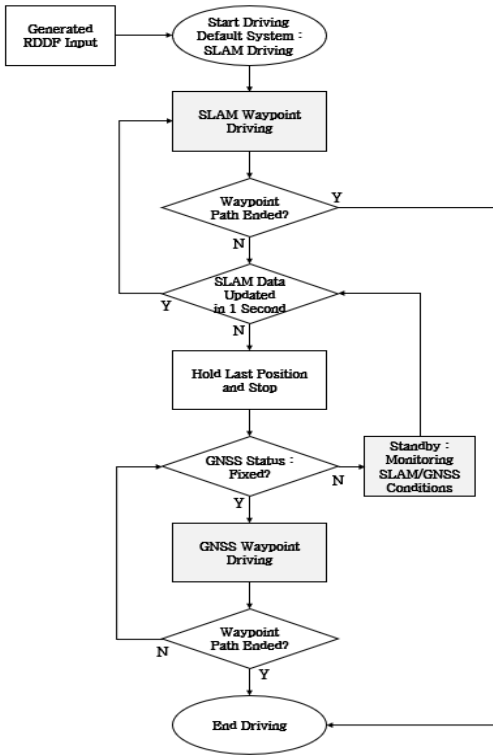 Generated
RDDF Input
Start Driving
Default System :
SLAM Driving
SLAM Waypoint
Driving
Waypoint
Path Ended?
Y
N
SLAM Data
Updated
in 1 Second
Y
N
Hold Last Position
and Stop
GNSS Status :
Fixed?
N
Y
Standby :
Monitoring
SLAM/GNSS
Conditions
GNSS Waypoint
Driving
Waypoint
Path Ended?
N
Y
End Driving